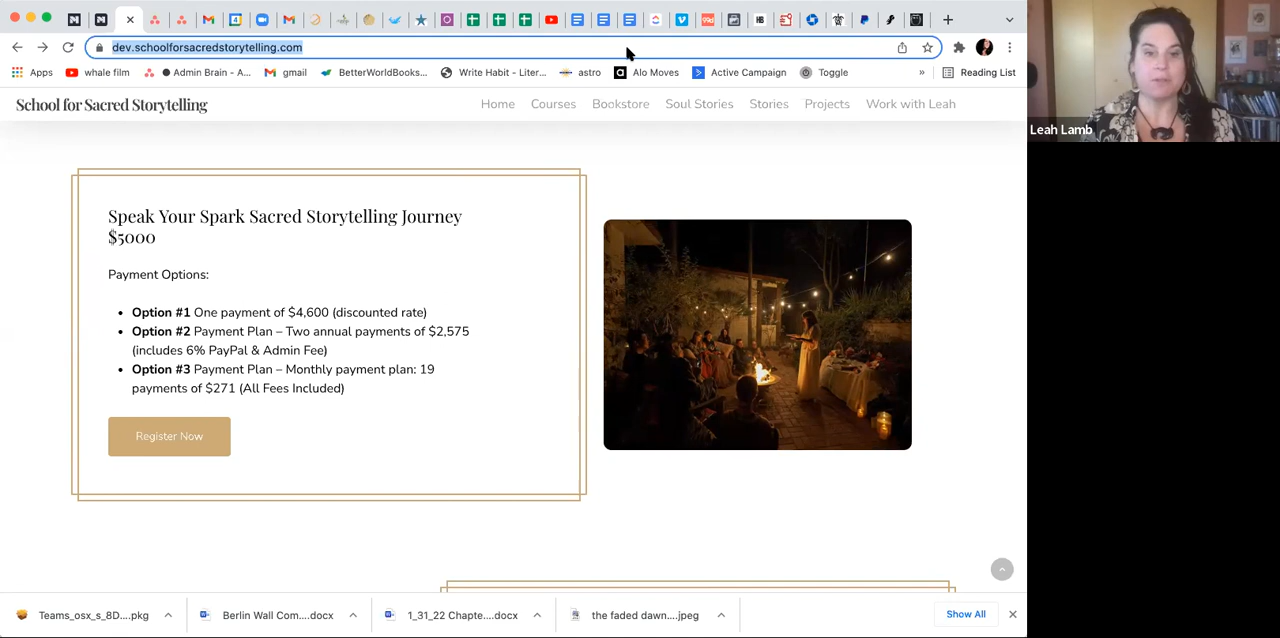 dev.schoolforsacredstorytelling.com
Apps whale film Admin Brain - A... gmail BetterWorldBooks... Write Habit - Liter... astro Alo Moves Active Campaign Toggle » Reading List
School for Sacred Storytelling Home Courses Bookstore Soul Stories Stories Projects Work with Leah
Leah Lamb
Speak Your Spark Sacred Storytelling Journey
$5000
Payment Options:
• Option #1 One payment of $4,600 (discounted rate)
• Option #2 Payment Plan – Two annual payments of $2,575
(includes 6% PayPal & Admin Fee)
• Option #3 Payment Plan – Monthly payment plan: 19
payments of $271 (All Fees Included)
Register Now
Teams_osx_s_8D....pkg Berlin Wall Com....docx 1_31_22 Chapte....docx the faded dawn....jpeg Show All